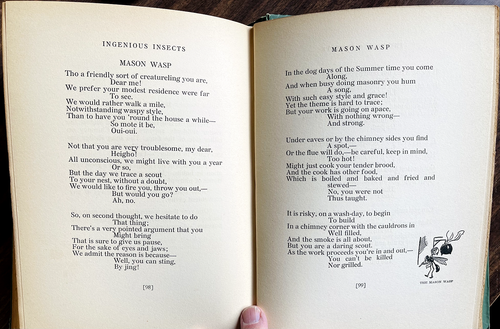 INGENIOUS INSECTS
MASON WASP
Tho a friendly sort of creatureling you are,
Dear me!
We prefer your modest residence were far
To see.
We would rather walk a mile,
Notwithstanding waspy style,
Than to have you 'round the house a while—
So mote it be,
Oui-oui.
Not that you are very troublesome, my dear,
Heigho!
All unconscious, we might live with you a year
Or so,
But the day we trace a scout
To your nest, without a doubt,
We would like to fire you, throw you out,—
But would you go?
Ah, no.
So, on second thought, we hesitate to do
That thing;
There's a very pointed argument that you
Might bring
That is sure to give us pause,
For the sake of eyes and jaws;
We admit the reason is because—
Well, you can sting,
By jing!
[98]
MASON WASP
In the dog days of the Summer time you come
Along,
And when busy doing masonry you hum
A song,
With such easy style and grace!
Yet the theme is hard to trace;
But your work is going on apace,
With nothing wrong—
And strong.
Under eaves or by the chimney sides you find
A spot,—
Or the flue will do,—be careful, keep in mind,
Too hot!
Might just cook your tender brood,
And the cook has other food,
Which is boiled and baked and fried and
stewed—
No, you were not
Thus taught.
It is risky, on a wash-day, to begin
To build
In a chimney corner with the cauldrons in
Well filled,
And the smoke is all about.
But you are a daring scout.
As the work proceeds you're in and out,—
You can't be killed
Nor grilled.
THE MASON WASP
[99]